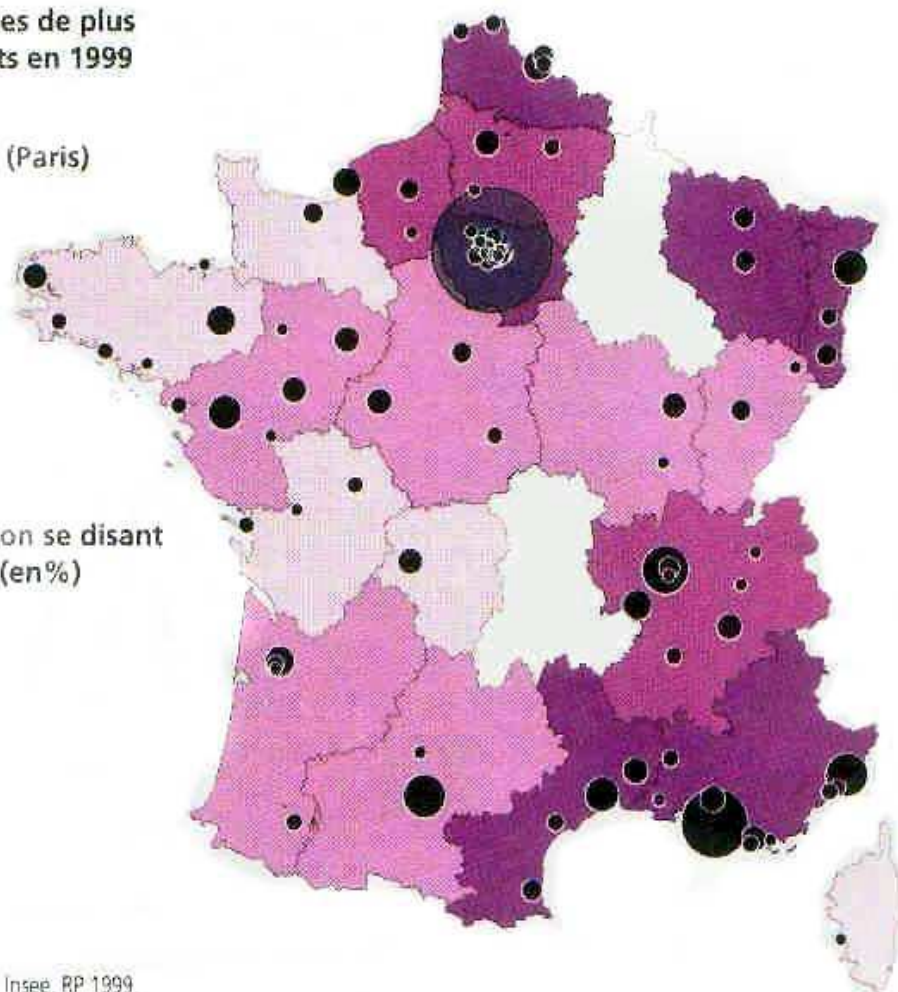 es de plus
ts en 1999
(Paris)
on se disant
(en%)
Insee, RP 1999